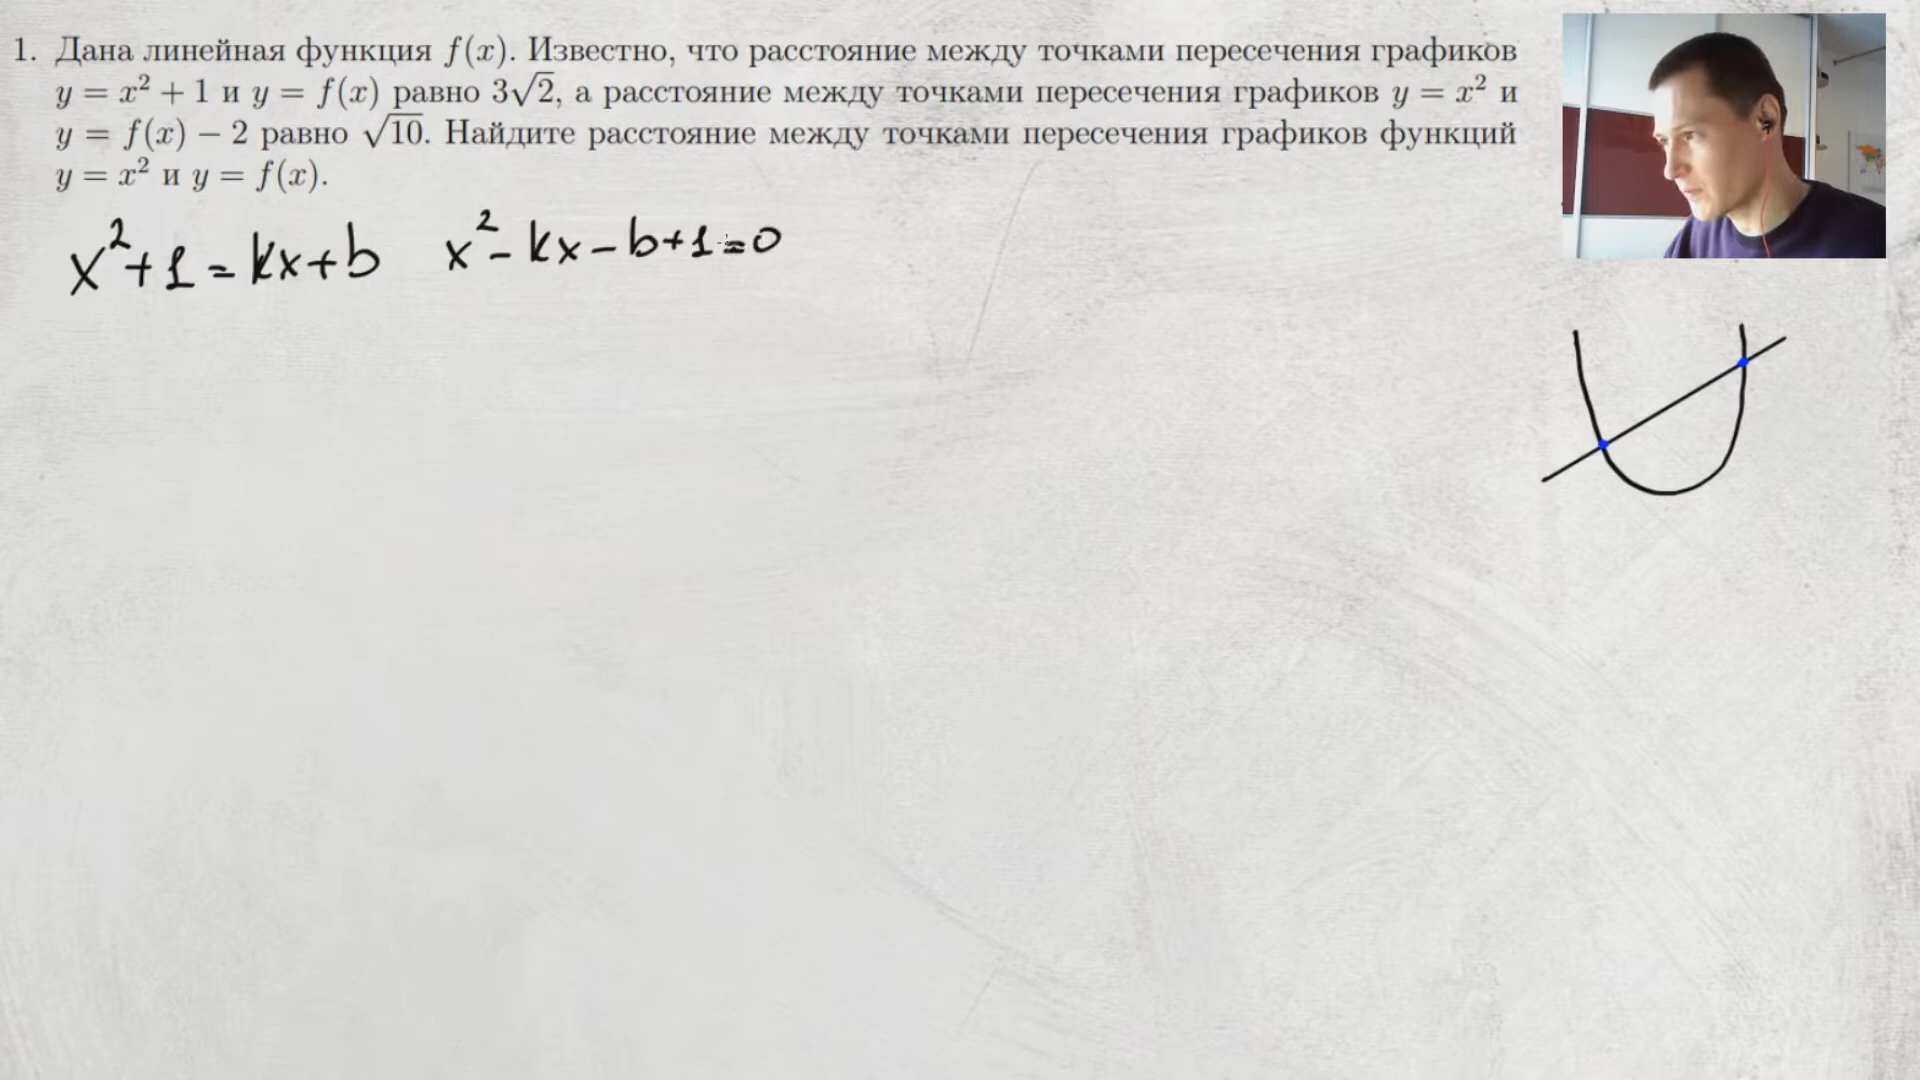 1. Дана линейная функция f(x). Известно, что расстояние между точками пересечения графиков
y = x² + 1 и y = f(x) равно 3√2, а расстояние между точками пересечения графиков y = x² и
y = f(x) − 2 равно √10. Найдите расстояние между точками пересечения графиков функций
y = x² и y = f(x).
x²+1=kx+b x²-kx-b+1=0